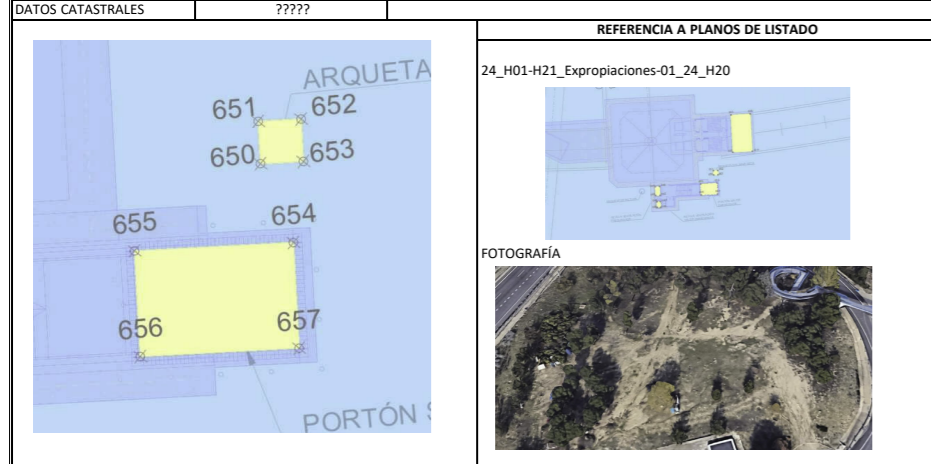 DATOS CATASTRALES
?????
ARQUETA
651
652
650
653
655
654
656
657
PORTÓN
REFERENCIA A PLANOS DE LISTADO
24_H01-H21_Expropiaciones-01_24_H20
FOTOGRAFÍA